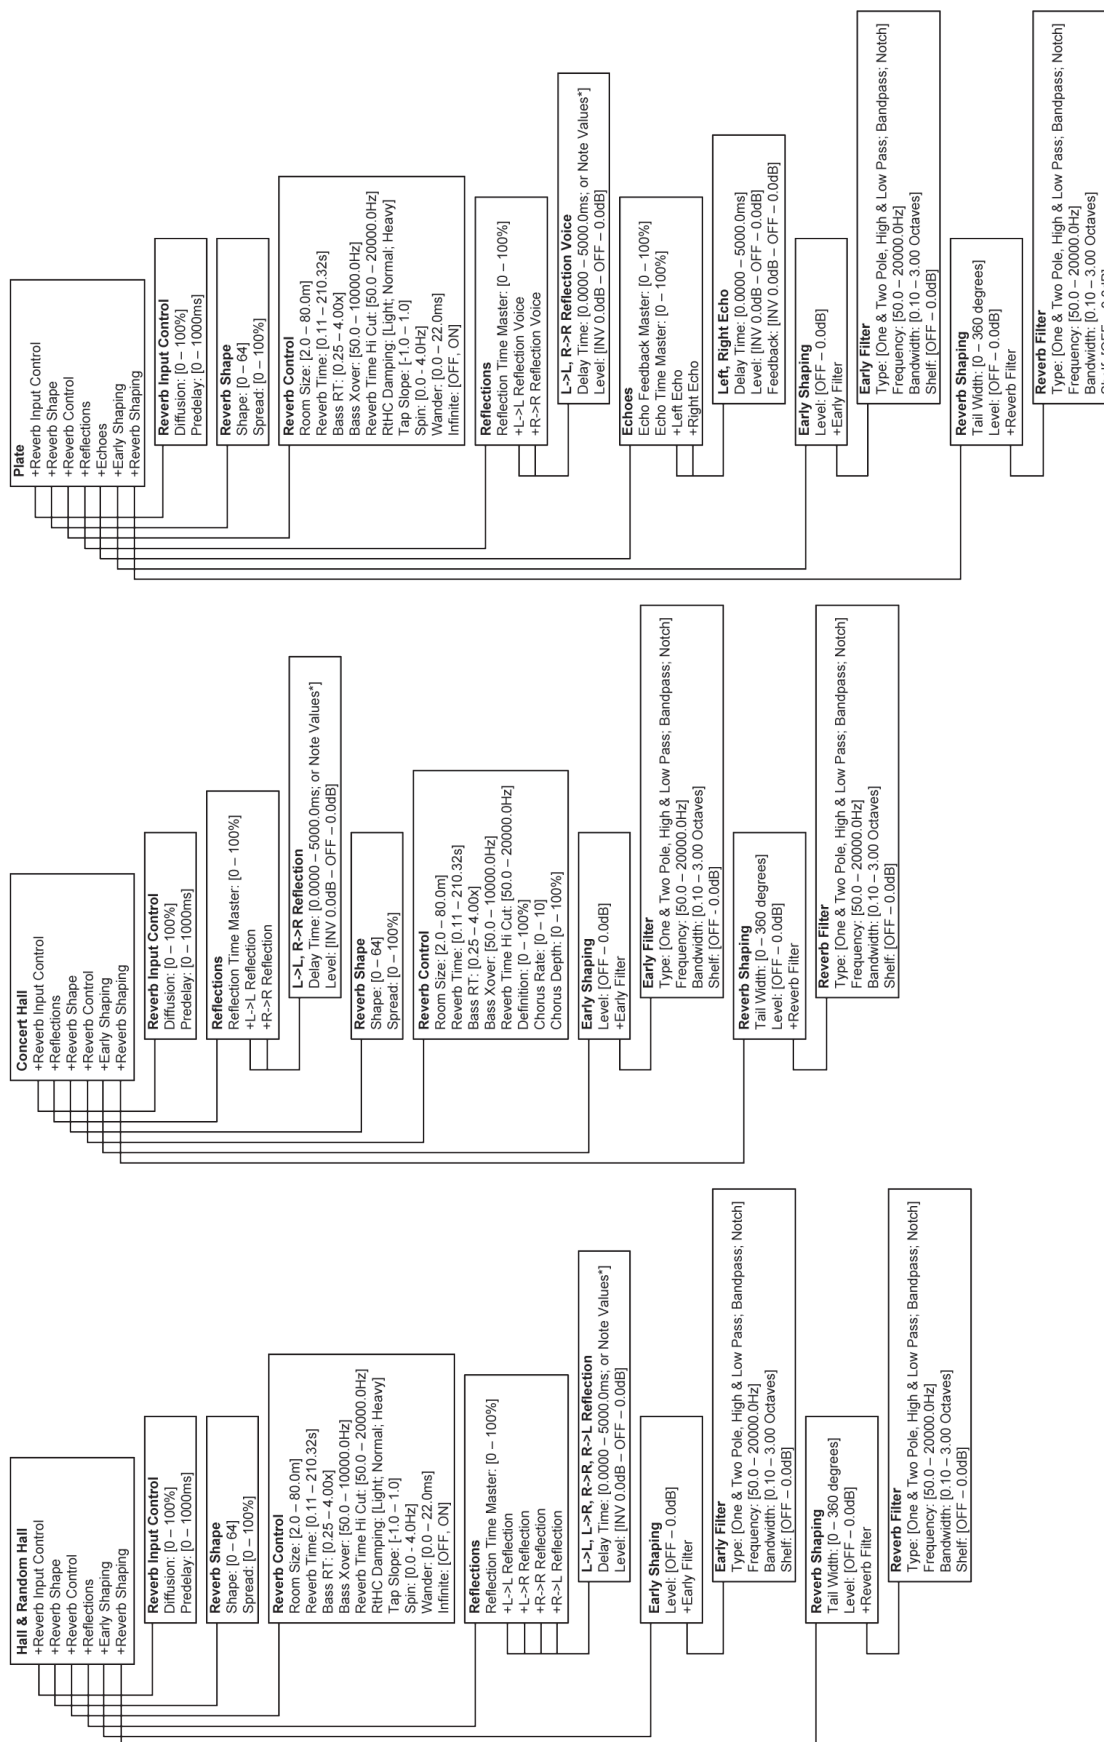 Hall & Random Hall
+Reverb Input Control
+Reverb Shape
+Reverb Control
+Reflections
+Early Shaping
+Reverb Shaping
Reverb Input Control
Diffusion: [0 – 100%]
Predelay: [0 – 1000ms]
Reverb Shape
Shape: [0 – 64]
Spread: [0 – 100%]
Reverb Control
Room Size: [2.0 – 80.0m]
Reverb Time: [0.11 – 210.32s]
Bass RT: [0.25 – 4.00x]
Bass Xover: [50.0 – 10000.0Hz]
Reverb Time Hi Cut: [50.0 – 20000.0Hz]
RtHC Damping: [Light; Normal; Heavy]
Tap Slope: [-1.0 – 1.0]
Spin: [0.0 - 4.0Hz]
Wander: [0.0 – 22.0ms]
Infinite: [OFF, ON]
Reflections
Reflection Time Master: [0 – 100%]
+L->L Reflection
+L->R Reflection
+R->R Reflection
+R->L Reflection
L->L, L->R, R->R, R->L Reflection
Delay Time: [0.0000 – 5000.0ms; or Note Values*]
Level: [INV 0.0dB – OFF – 0.0dB]
Early Shaping
Level: [OFF – 0.0dB]
+Early Filter
Early Filter
Type: [One & Two Pole, High & Low Pass; Bandpass; Notch]
Frequency: [50.0 – 20000.0Hz]
Bandwidth: [0.10 – 3.00 Octaves]
Shelf: [OFF – 0.0dB]
Reverb Shaping
Tail Width: [0 – 360 degrees]
Level: [OFF – 0.0dB]
+Reverb Filter
Reverb Filter
Type: [One & Two Pole, High & Low Pass; Bandpass; Notch]
Frequency: [50.0 – 20000.0Hz]
Bandwidth: [0.10 – 3.00 Octaves]
Shelf: [OFF – 0.0dB]
Concert Hall
+Reverb Input Control
+Reflections
+Reverb Shape
+Reverb Control
+Early Shaping
+Reverb Shaping
Reverb Input Control
Diffusion: [0 – 100%]
Predelay: [0 – 1000ms]
Reflections
Reflection Time Master: [0 – 100%]
+L->L Reflection
+R->R Reflection
L->L, R->R Reflection
Delay Time: [0.0000 – 5000.0ms; or Note Values*]
Level: [INV 0.0dB – OFF – 0.0dB]
Reverb Shape
Shape: [0 – 64]
Spread: [0 – 100%]
Reverb Control
Room Size: [2.0 – 80.0m]
Reverb Time: [0.11 – 210.32s]
Bass RT: [0.25 – 4.00x]
Bass Xover: [50.0 – 10000.0Hz]
Reverb Time Hi Cut: [50.0 – 20000.0Hz]
Definition: [0 – 100%]
Chorus Rate: [0 – 10]
Chorus Depth: [0 – 100%]
Early Shaping
Level: [OFF – 0.0dB]
+Early Filter
Early Filter
Type: [One & Two Pole, High & Low Pass; Bandpass; Notch]
Frequency: [50.0 – 20000.0Hz]
Bandwidth: [0.10 – 3.00 Octaves]
Shelf: [OFF - 0.0dB]
Reverb Shaping
Tail Width: [0 – 360 degrees]
Level: [OFF – 0.0dB]
+Reverb Filter
Reverb Filter
Type: [One & Two Pole, High & Low Pass; Bandpass; Notch]
Frequency: [50.0 – 20000.0Hz]
Bandwidth: [0.10 – 3.00 Octaves]
Shelf: [OFF – 0.0dB]
Plate
+Reverb Input Control
+Reverb Shape
+Reverb Control
+Reflections
+Echoes
+Early Shaping
+Reverb Shaping
Reverb Input Control
Diffusion: [0 – 100%]
Predelay: [0 – 1000ms]
Reverb Shape
Shape: [0 – 64]
Spread: [0 – 100%]
Reverb Control
Room Size: [2.0 – 80.0m]
Reverb Time: [0.11 – 210.32s]
Bass RT: [0.25 – 4.00x]
Bass Xover: [50.0 – 10000.0Hz]
Reverb Time Hi Cut: [50.0 – 20000.0Hz]
RtHC Damping: [Light; Normal; Heavy]
Tap Slope: [-1.0 – 1.0]
Spin: [0.0 - 4.0Hz]
Wander: [0.0 – 22.0ms]
Infinite: [OFF, ON]
Reflections
Reflection Time Master: [0 – 100%]
+L->L Reflection Voice
+R->R Reflection Voice
L->L, R->R Reflection Voice
Delay Time: [0.0000 – 5000.0ms; or Note Values*]
Level: [INV 0.0dB – OFF – 0.0dB]
Echoes
Echo Feedback Master: [0 – 100%]
Echo Time Master: [0 – 100%]
+Left Echo
+Right Echo
Left, Right Echo
Delay Time: [0.0000 – 5000.0ms]
Level: [INV 0.0dB – OFF – 0.0dB]
Feedback: [INV 0.0dB – OFF – 0.0dB]
Early Shaping
Level: [OFF – 0.0dB]
+Early Filter
Early Filter
Type: [One & Two Pole, High & Low Pass; Bandpass; Notch]
Frequency: [50.0 – 20000.0Hz]
Bandwidth: [0.10 – 3.00 Octaves]
Shelf: [OFF – 0.0dB]
Reverb Shaping
Tail Width: [0 – 360 degrees]
Level: [OFF – 0.0dB]
+Reverb Filter
Reverb Filter
Type: [One & Two Pole, High & Low Pass; Bandpass; Notch]
Frequency: [50.0 – 20000.0Hz]
Bandwidth: [0.10 – 3.00 Octaves]